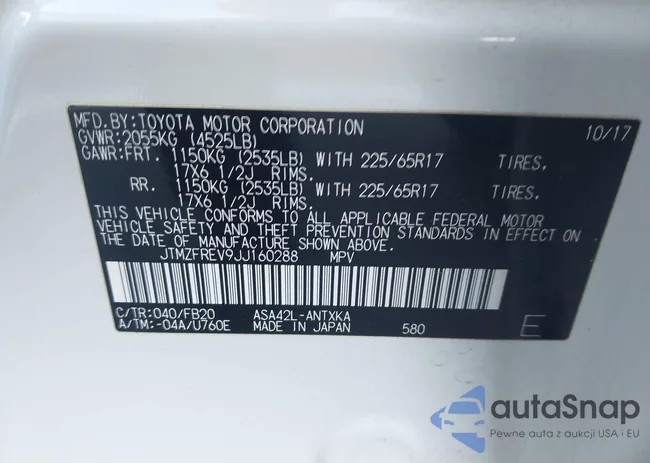 MFD.BY:TOYOTA MOTOR CORPORATION 10/17
GVWR:2055KG (4525LB)
GAWR:FRT. 1150KG (2535LB) WITH 225/65R17 TIRES.
17X6 1/2J RIMS.
RR. 1150KG (2535LB) WITH 225/65R17 TIRES.
17X6 1/2J RIMS.
THIS VEHICLE CONFORMS TO ALL APPLICABLE FEDERAL MOTOR
VEHICLE SAFETY AND THEFT PREVENTION STANDARDS IN EFFECT ON
THE DATE OF MANUFACTURE SHOWN ABOVE.
JTMZFREV9JJ160288 MPV
C/TR:040/FB20 ASA42L-ANTXKA
A/TM:-04A/U760E MADE IN JAPAN 580 E
autaSnap
Pewne auta z aukcji USA i EU